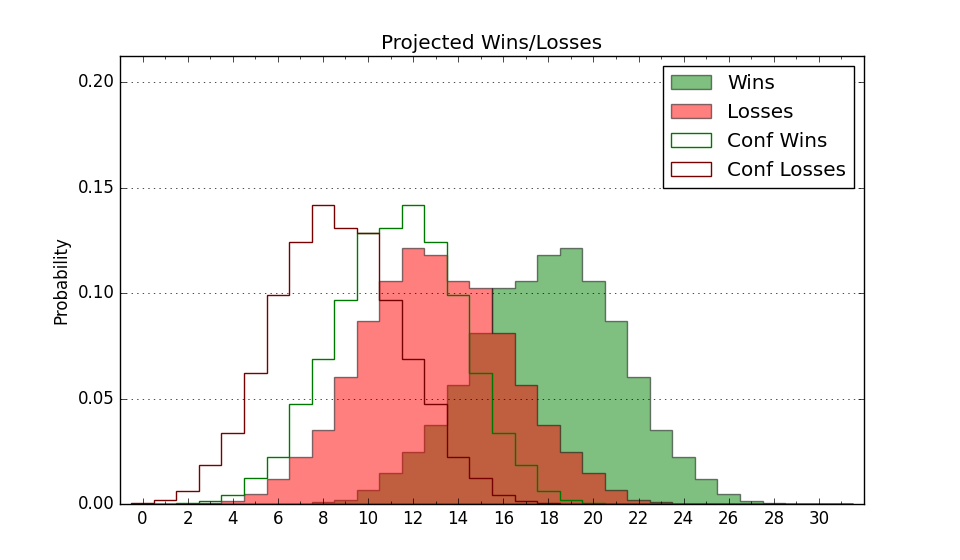 Projected Wins/Losses
Wins
Losses
Conf Wins
Conf Losses
Probability
0.20
0.15
0.10
0.05
0.00
0 2 4 6 8 10 12 14 16 18 20 22 24 26 28 30